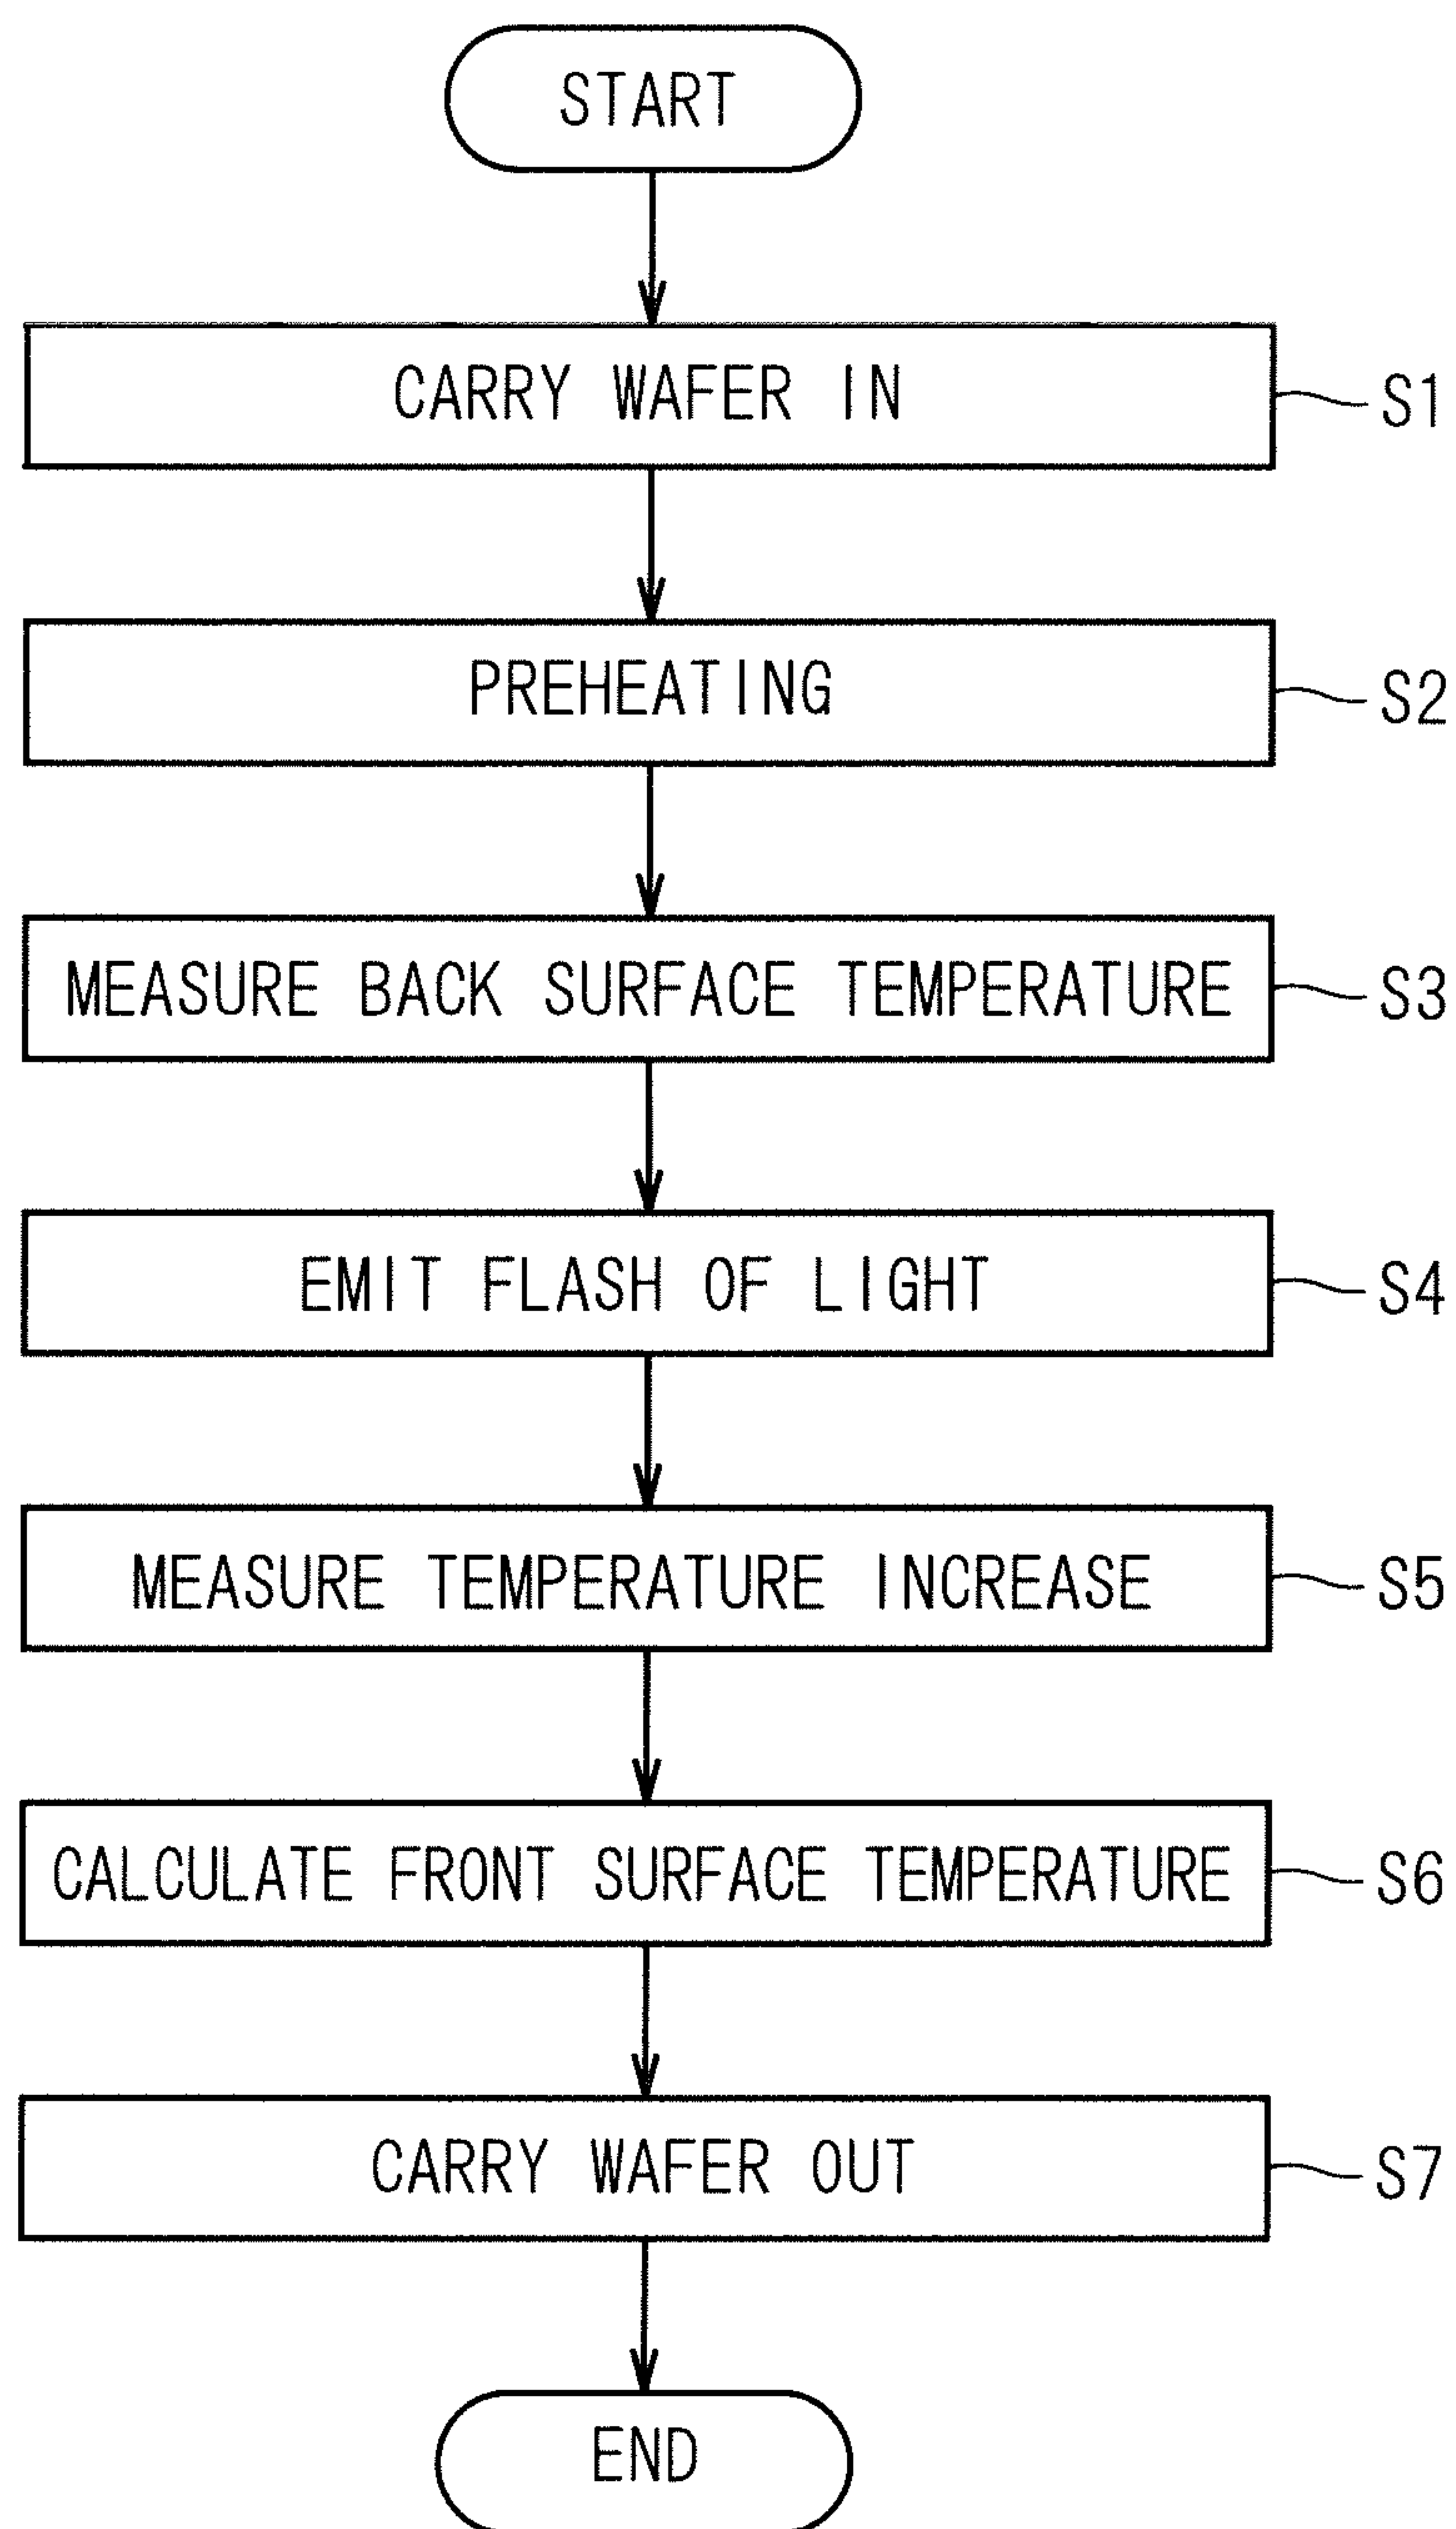 START
CARRY WAFER IN
S1
PREHEATING
S2
MEASURE BACK SURFACE TEMPERATURE
S3
EMIT FLASH OF LIGHT
S4
MEASURE TEMPERATURE INCREASE
S5
CALCULATE FRONT SURFACE TEMPERATURE
S6
CARRY WAFER OUT
S7
END